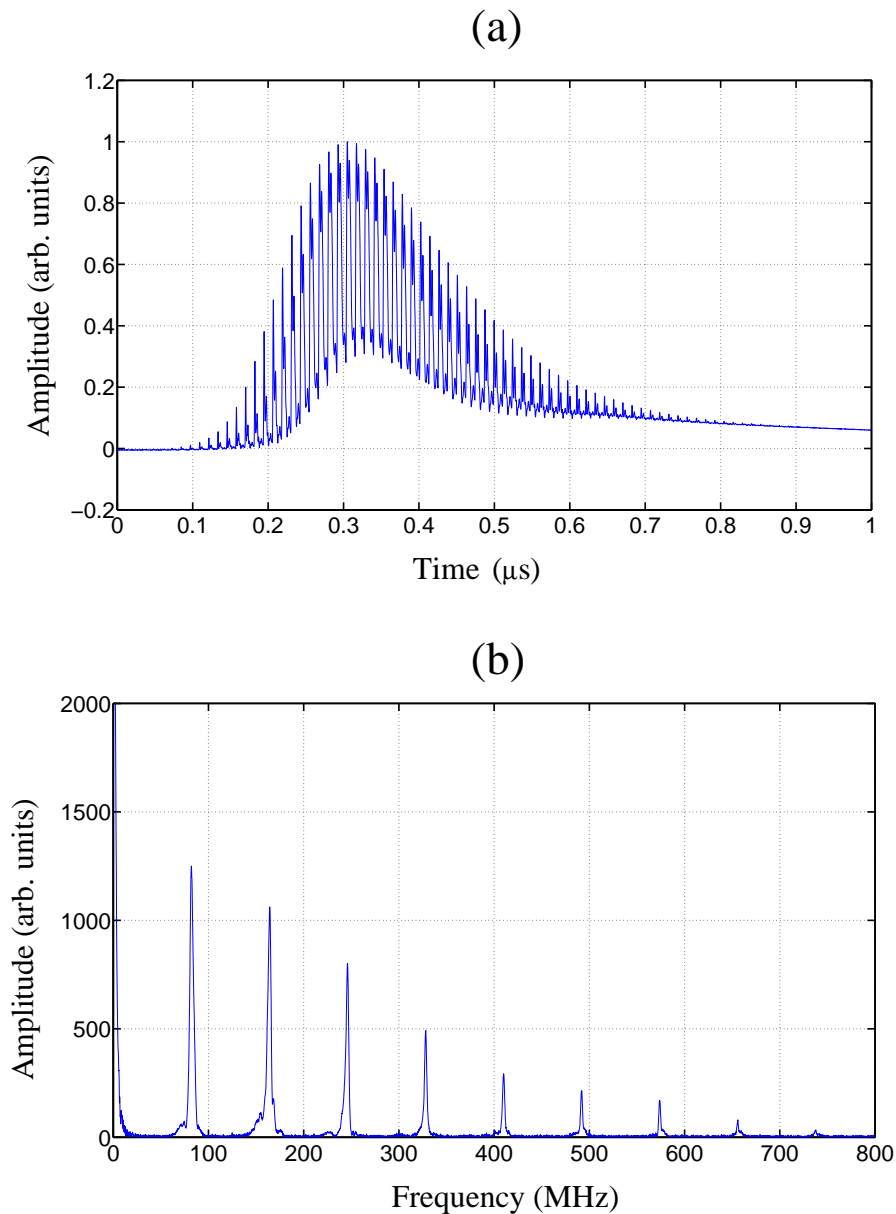 (a)
1.2
1
0.8
0.6
0.4
0.2
0
−0.2
Amplitude (arb. units)
0 0.1 0.2 0.3 0.4 0.5 0.6 0.7 0.8 0.9 1
Time (μs)
(b)
2000
1500
1000
500
0
Amplitude (arb. units)
0 100 200 300 400 500 600 700 800
Frequency (MHz)